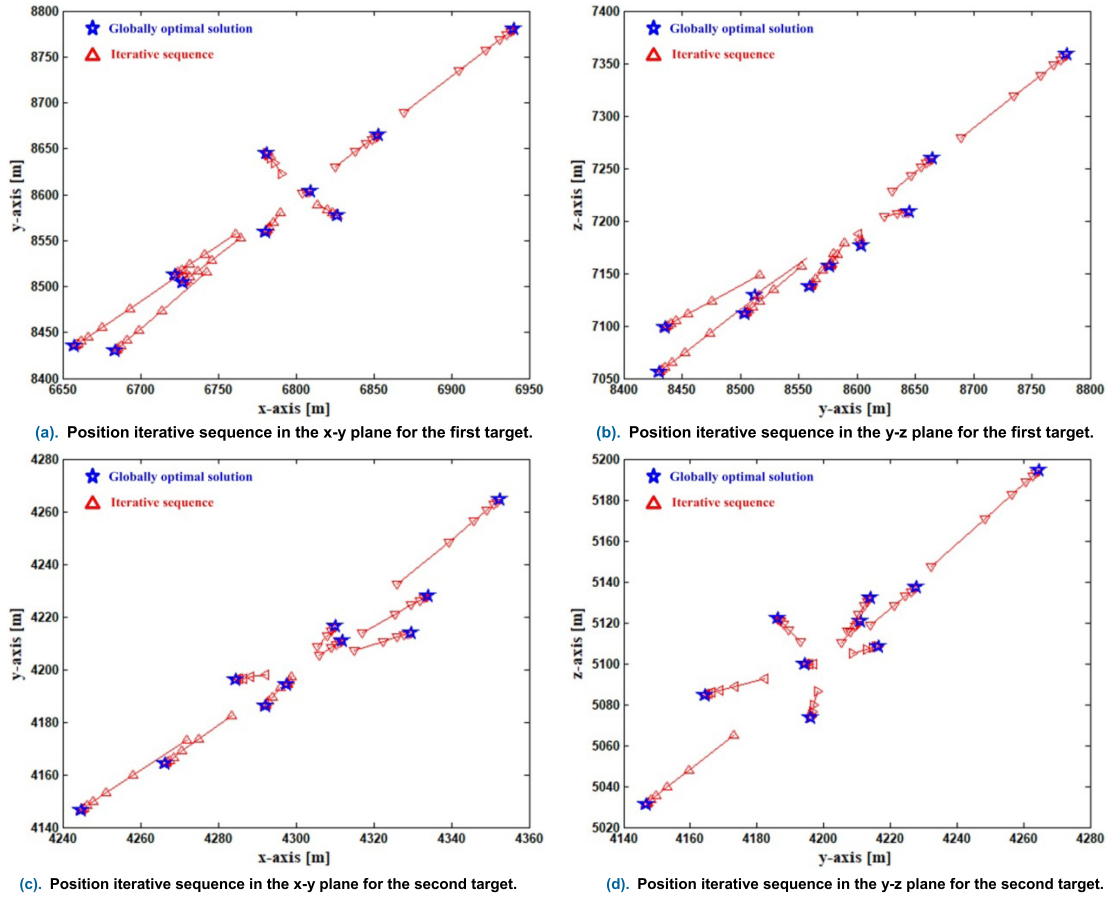 8800
8750
8700
8650
8600
8550
8500
8450
8400
y-axis [m]
Globally optimal solution
Iterative sequence
6650 6700 6750 6800 6850 6900 6950
x-axis [m]
(a). Position iterative sequence in the x-y plane for the first target.
7400
7350
7300
7250
7200
7150
7100
7050
z-axis [m]
Globally optimal solution
Iterative sequence
8400 8450 8500 8550 8600 8650 8700 8750 8800
y-axis [m]
(b). Position iterative sequence in the y-z plane for the first target.
4280
4260
4240
4220
4200
4180
4160
4140
y-axis [m]
Globally optimal solution
Iterative sequence
4240 4260 4280 4300 4320 4340 4360
x-axis [m]
(c). Position iterative sequence in the x-y plane for the second target.
5200
5180
5160
5140
5120
5100
5080
5060
5040
5020
z-axis [m]
Globally optimal solution
Iterative sequence
4140 4160 4180 4200 4220 4240 4260 4280
y-axis [m]
(d). Position iterative sequence in the y-z plane for the second target.